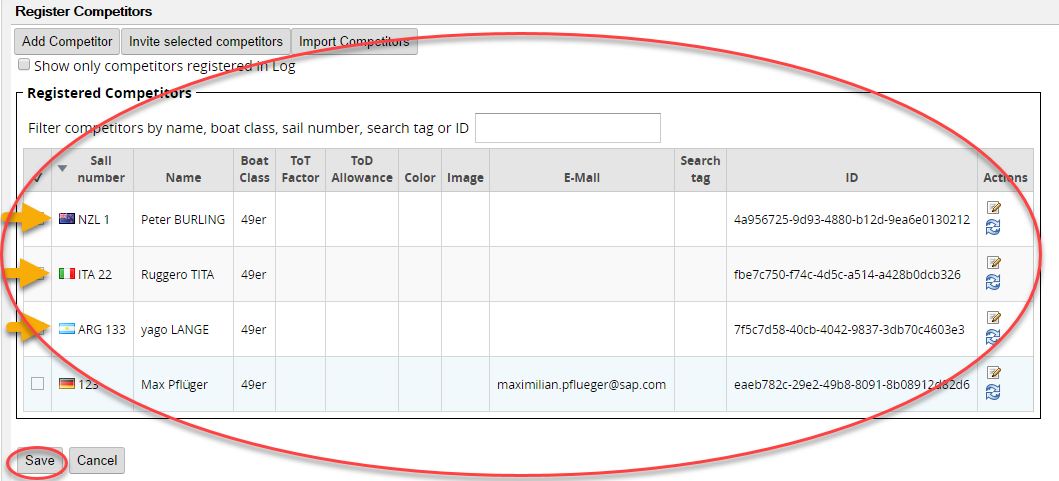 Register Competitors
Add Competitor Invite selected competitors Import Competitors
Show only competitors registered in Log
Registered Competitors
Filter competitors by name, boat class, sail number, search tag or ID
✓ Sail number Name Boat Class ToT Factor ToD Allowance Color Image E-Mail Search tag ID Actions
NZL 1 Peter BURLING 49er 4a956725-9d93-4880-b12d-9ea6e0130212
ITA 22 Ruggero TITA 49er fbe7c750-f74c-4d5c-a514-a428b0dcb326
ARG 133 yago LANGE 49er 7f5c7d58-40cb-4042-9837-3db70c4603e3
123 Max Pflüger 49er maximilian.pflueger@sap.com eaeb782c-29e2-49b8-8091-8b08912d82d6
Save Cancel